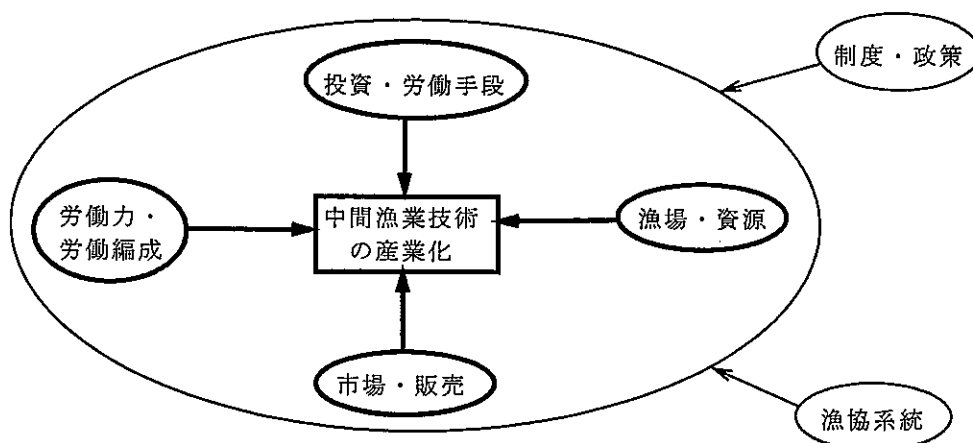 制度・政策
投資・労働手段
労働力・
労働編成
中間漁業技術
の産業化
漁場・資源
市場・販売
漁協系統